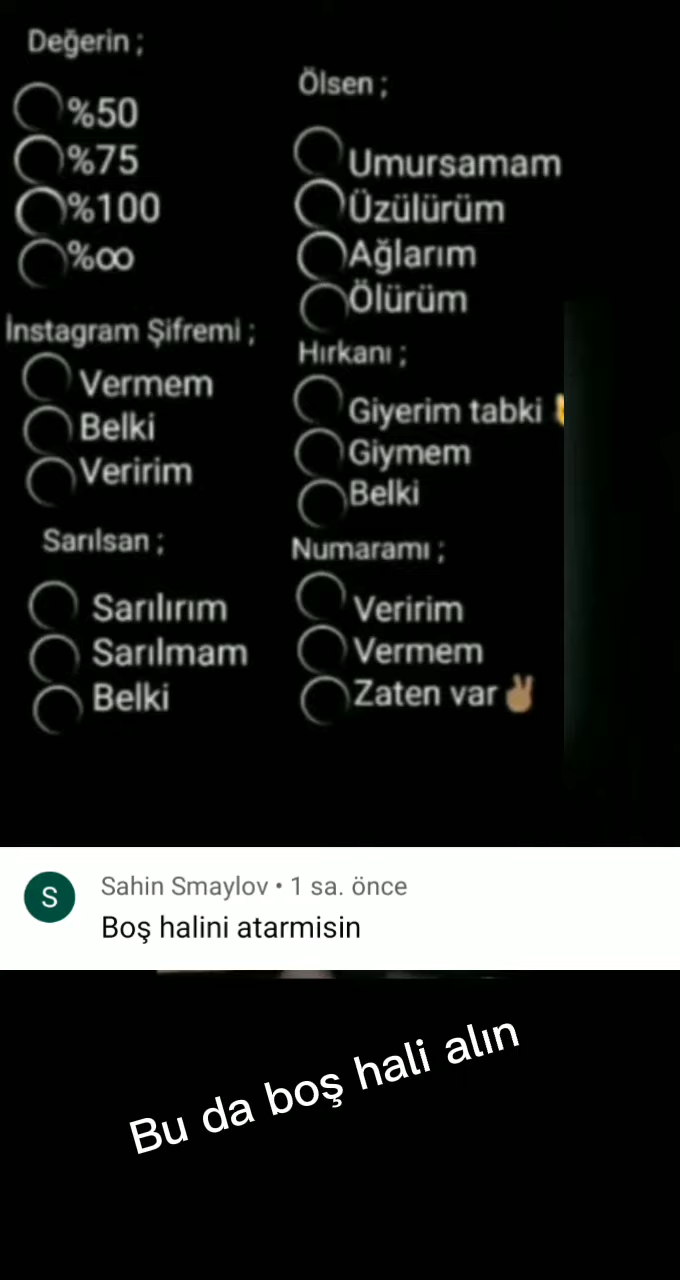 Değerin ;
%50
%75
%100
%∞
İnstagram Şifremi ;
Vermem
Belki
Veririm
Sarılsan ;
Sarılırım
Sarılmam
Belki
Ölsen ;
Umursamam
Üzülürüm
Ağlarım
Ölürüm
Hırkanı ;
Giyerim tabki
Giymem
Belki
Numaramı ;
Veririm
Vermem
Zaten var✌🏽
S
Sahin Smaylov • 1 sa. önce
Boş halini atarmisin
Bu da boş hali alın